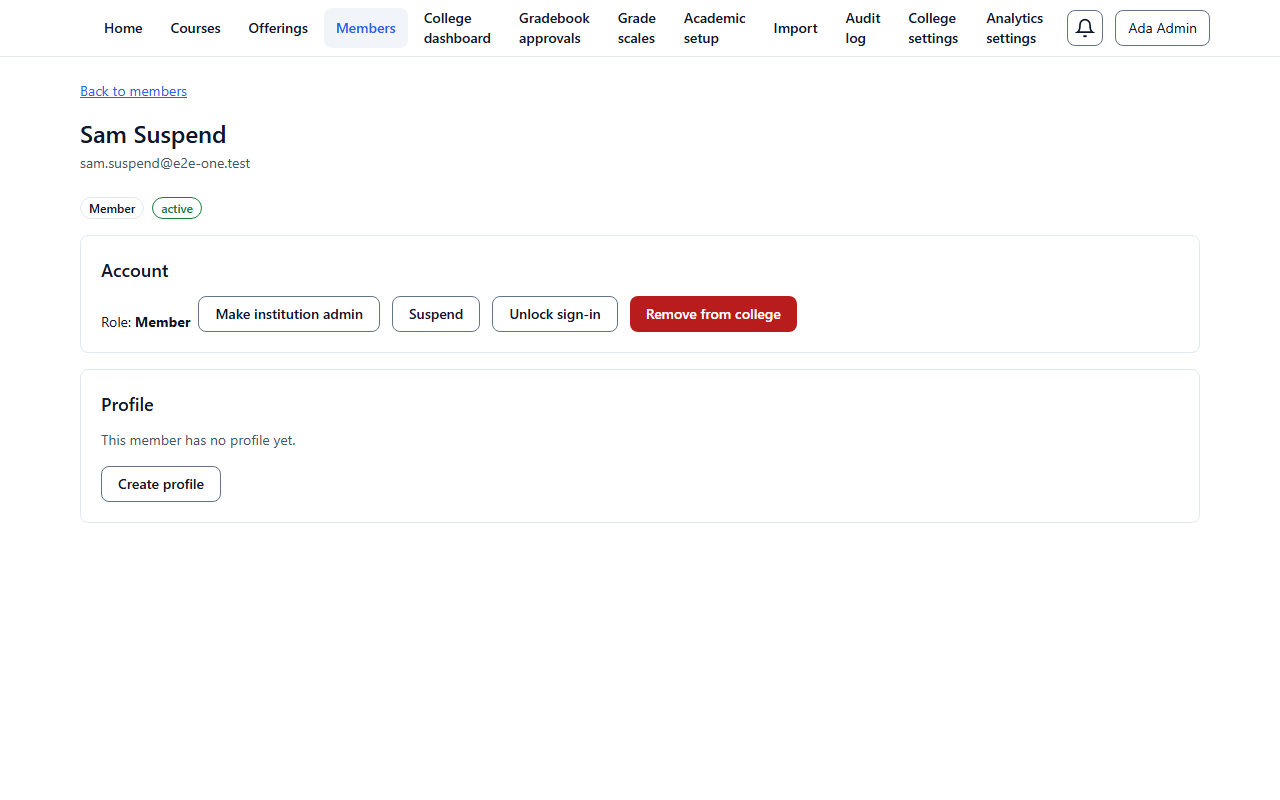 Home
Courses
Offerings
Members
College dashboard
Gradebook approvals
Grade scales
Academic setup
Import
Audit log
College settings
Analytics settings
Ada Admin
Back to members
Sam Suspend
sam.suspend@e2e-one.test
Member active
Account
Role: Member Make institution admin Suspend Unlock sign-in Remove from college
Profile
This member has no profile yet.
Create profile